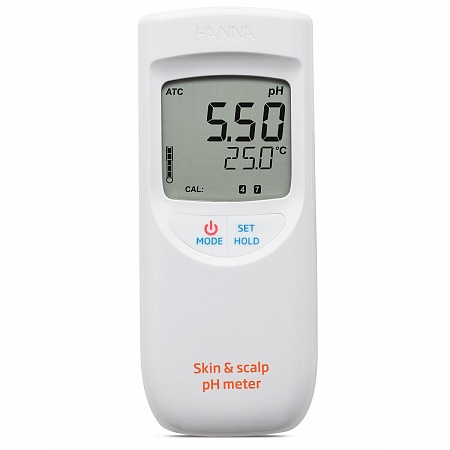 HANNA
ATC pH
5.50
25.0°C
CAL: 4 7
MODE
SET
HOLD
Skin & scalp
pH meter